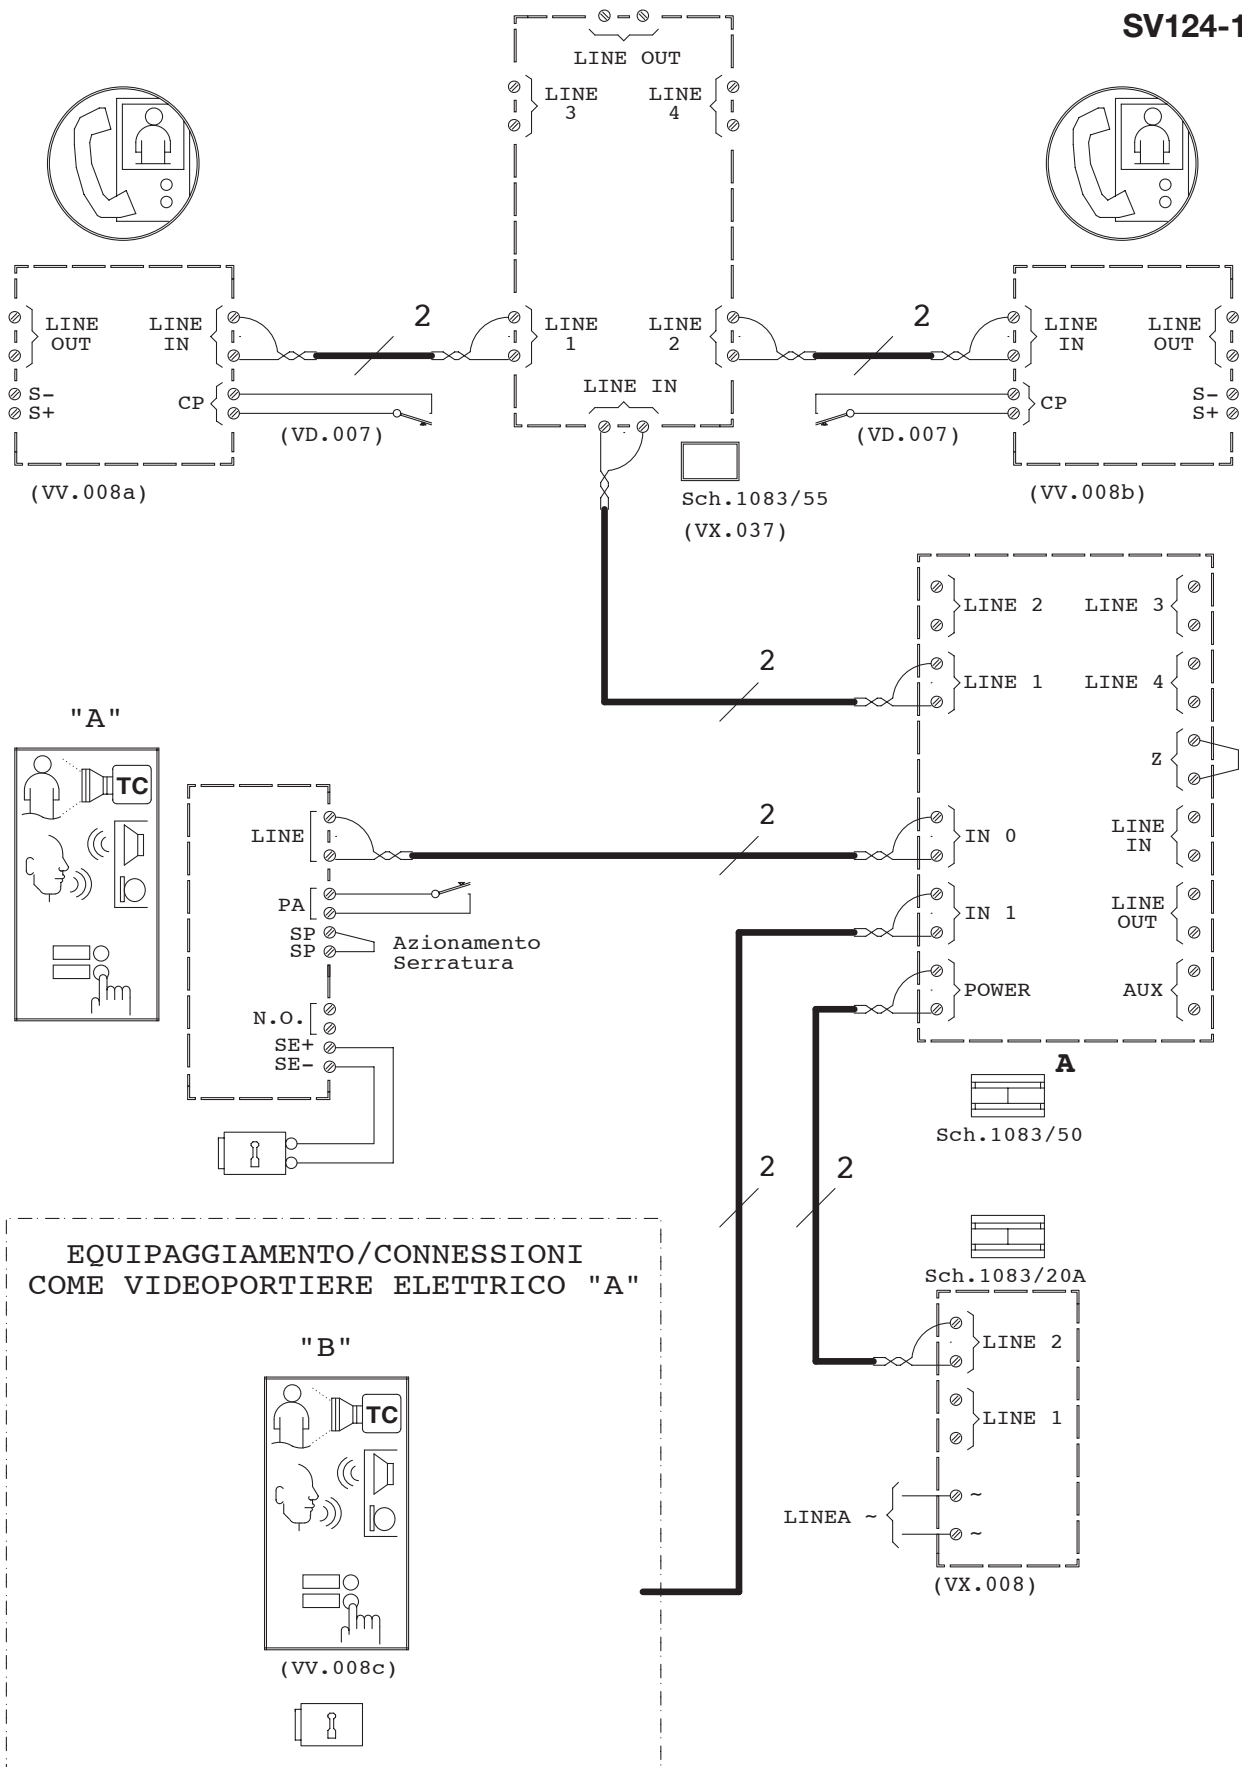 SV124-1
LINE OUT
LINE
3
LINE
4
LINE
OUT
LINE
IN
2
LINE
1
LINE
2
2
LINE
IN
LINE
OUT
S-
S+
CP
LINE IN
CP
S-
S+
(VD.007)
(VD.007)
(VV.008a)
Sch.1083/55
(VX.037)
(VV.008b)
LINE 2
LINE 3
2
LINE 1
LINE 4
"A"
Z
TC
LINE
2
IN 0
LINE
IN
PA
IN 1
LINE
OUT
SP
SP
Azionamento
Serratura
POWER
AUX
N.O.
SE+
SE-
A
Sch.1083/50
2
2
EQUIPAGGIAMENTO/CONNESSIONI
COME VIDEOPORTIERE ELETTRICO "A"
Sch.1083/20A
"B"
LINE 2
TC
LINE 1
LINEA ~
~
~
(VX.008)
(VV.008c)